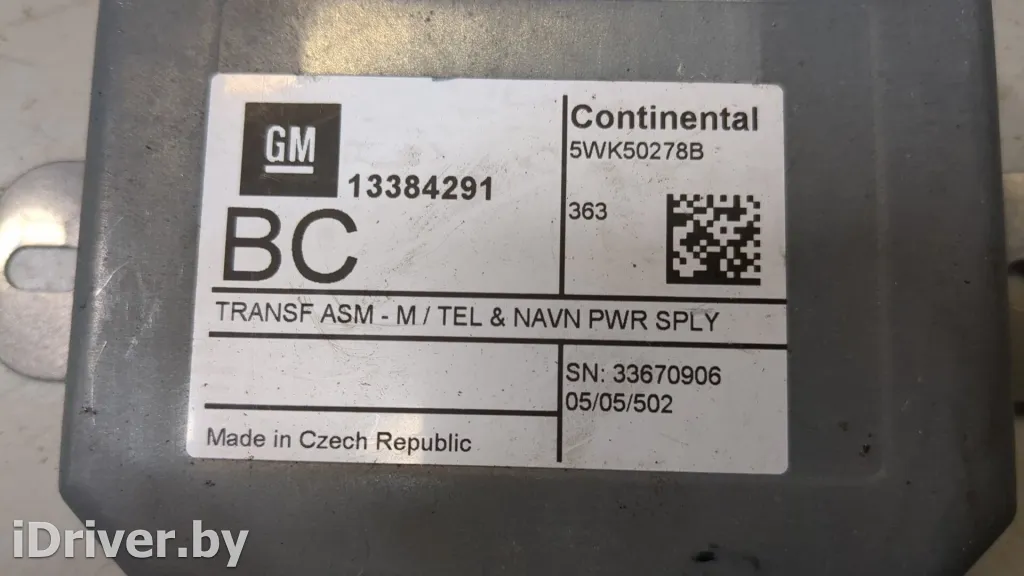 GM
13384291
BC
Continental
5WK50278B
363
TRANSF ASM - M / TEL & NAVN PWR SPLY
SN: 33670906
05/05/502
Made in Czech Republic
iDriver.by